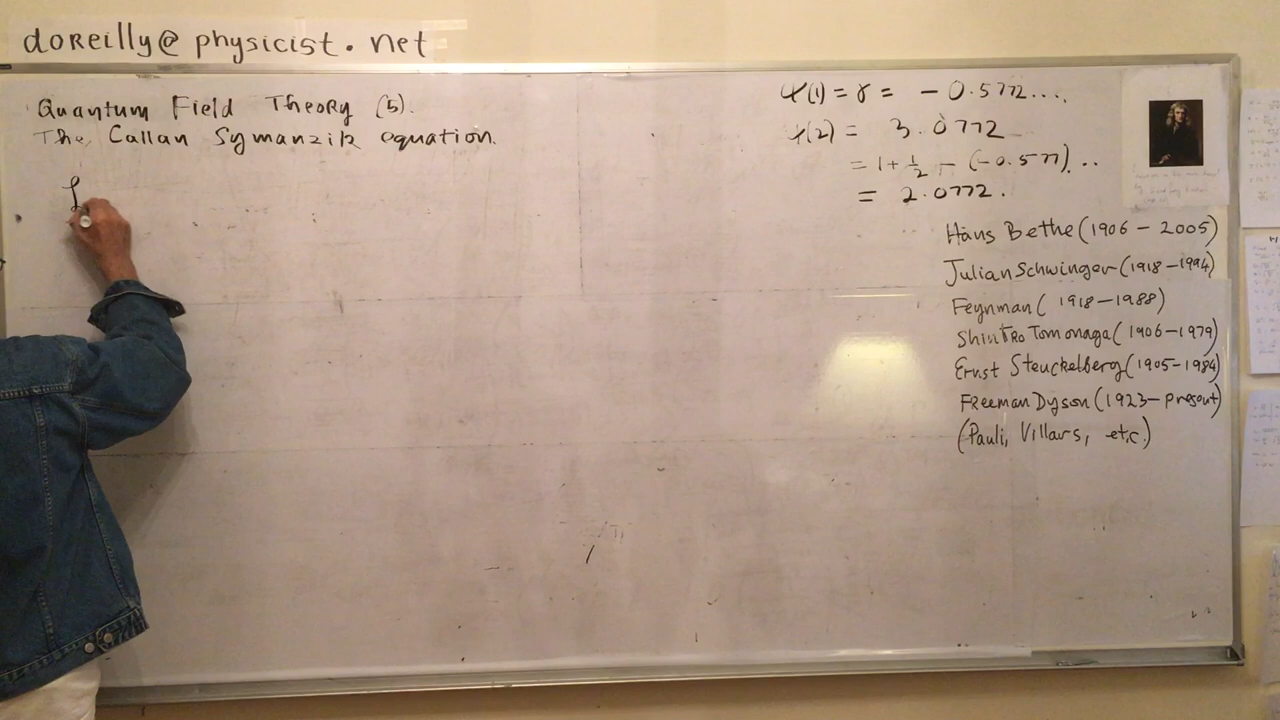 doReilly@physicist.net
Quantum Field Theory (5).
The Callan Symanzik equation.
ℒ
ψ(1) = γ = - 0.5772....
ψ(2) = 3.0772
= 1 + 1/2 - (-0.577)..
= 2.0772.
Hans Bethe (1906 - 2005)
Julian Schwinger (1918 - 1994)
Feynman ( 1918 - 1988)
ShinTRO Tomonaga ( 1906 - 1979)
Ernst Steuckelberg (1905 - 1984)
FReeman Dyson (1923 - present)
(Pauli, Villars, etc.)